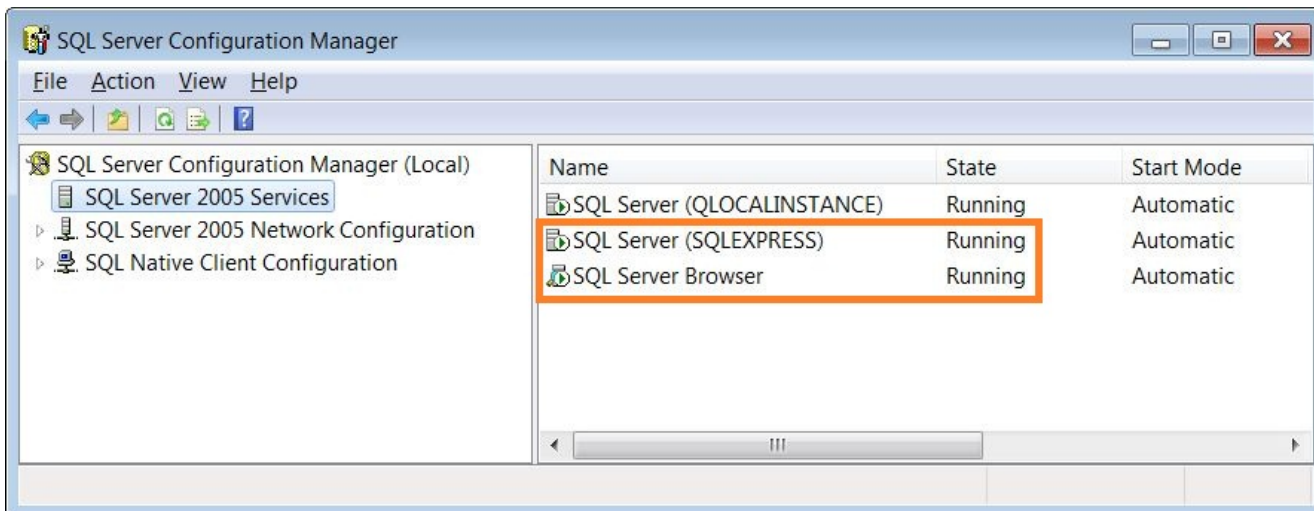 SQL Server Configuration Manager
File Action View Help
SQL Server Configuration Manager (Local)
SQL Server 2005 Services
SQL Server 2005 Network Configuration
SQL Native Client Configuration
Name State Start Mode
SQL Server (QLOCALINSTANCE) Running Automatic
SQL Server (SQLEXPRESS) Running Automatic
SQL Server Browser Running Automatic